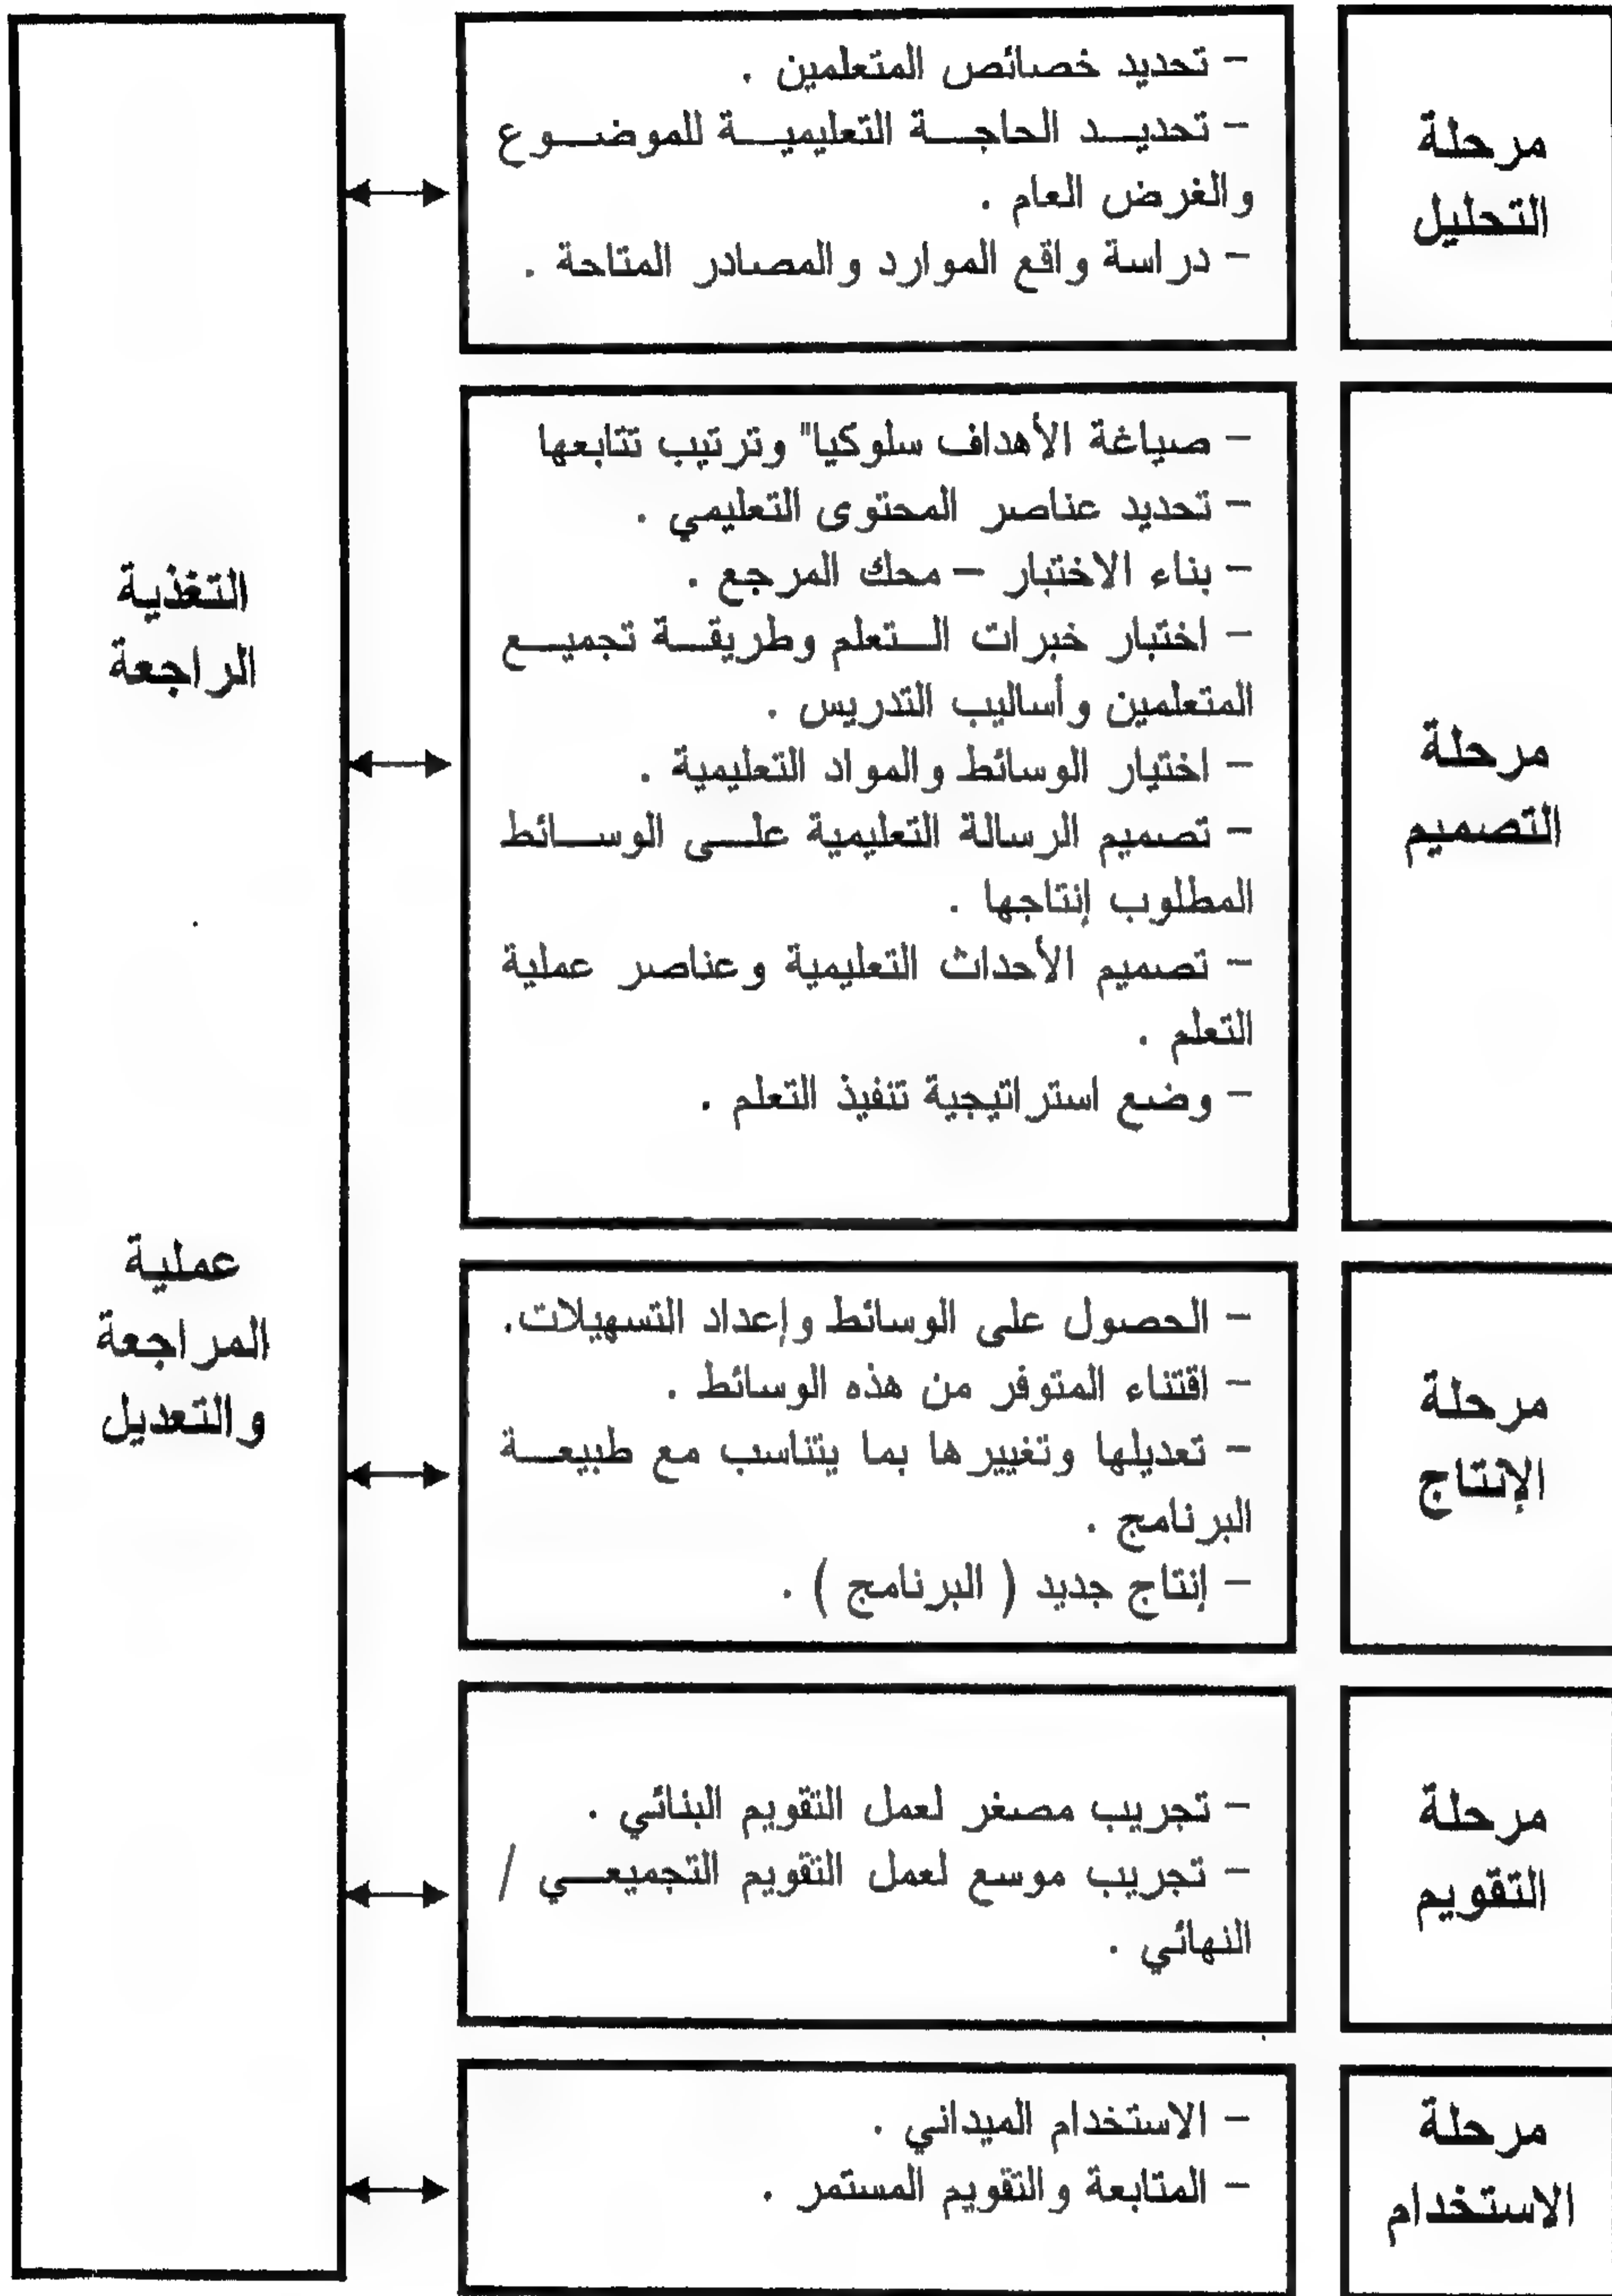 مرحلة
التحليل
- تحديد خصائص المتعلمين .
- تحديد الحاجة التعليمية للموضوع
والغرض العام .
- دراسة واقع الموارد والمصادر المتاحة .
مرحلة
التصميم
- صياغة الأهداف سلوكيا" وترتيب تتابعها
- تحديد عناصر المحتوى التعليمي .
- بناء الاختبار – محك المرجع .
- اختبار خبرات التعلم وطريقة تجميع
المتعلمين وأساليب التدريس .
- اختيار الوسائط والمواد التعليمية .
- تصميم الرسالة التعليمية على الوسائط
المطلوب إنتاجها .
- تصميم الأحداث التعليمية وعناصر عملية
التعلم .
- وضع استراتيجية تنفيذ التعلم .
مرحلة
الإنتاج
- الحصول على الوسائط وإعداد التسهيلات.
- اقتناء المتوفر من هذه الوسائط .
- تعديلها وتغييرها بما يتناسب مع طبيعة
البرنامج .
- إنتاج جديد ( البرنامج ) .
مرحلة
التقويم
- تجريب مصغر لعمل التقويم البنائي .
- تجريب موسع لعمل التقويم التجميعي /
النهائي .
مرحلة
الاستخدام
- الاستخدام الميداني .
- المتابعة والتقويم المستمر .
التغذية
الراجعة
عملية
المراجعة
والتعديل